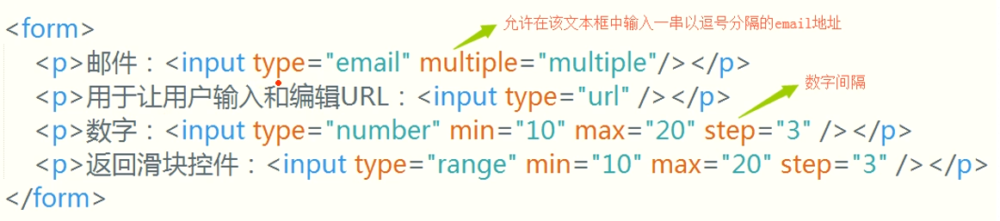 <form>
允许在该文本框中输入一串以逗号分隔的email地址
<p>邮件：<input type="email" multiple="multiple"/></p>
<p>用于让用户输入和编辑URL：<input type="url" /></p>
数字间隔
<p>数字：<input type="number" min="10" max="20" step="3" /></p>
<p>返回滑块控件：<input type="range" min="10" max="20" step="3" /></p>
</form>